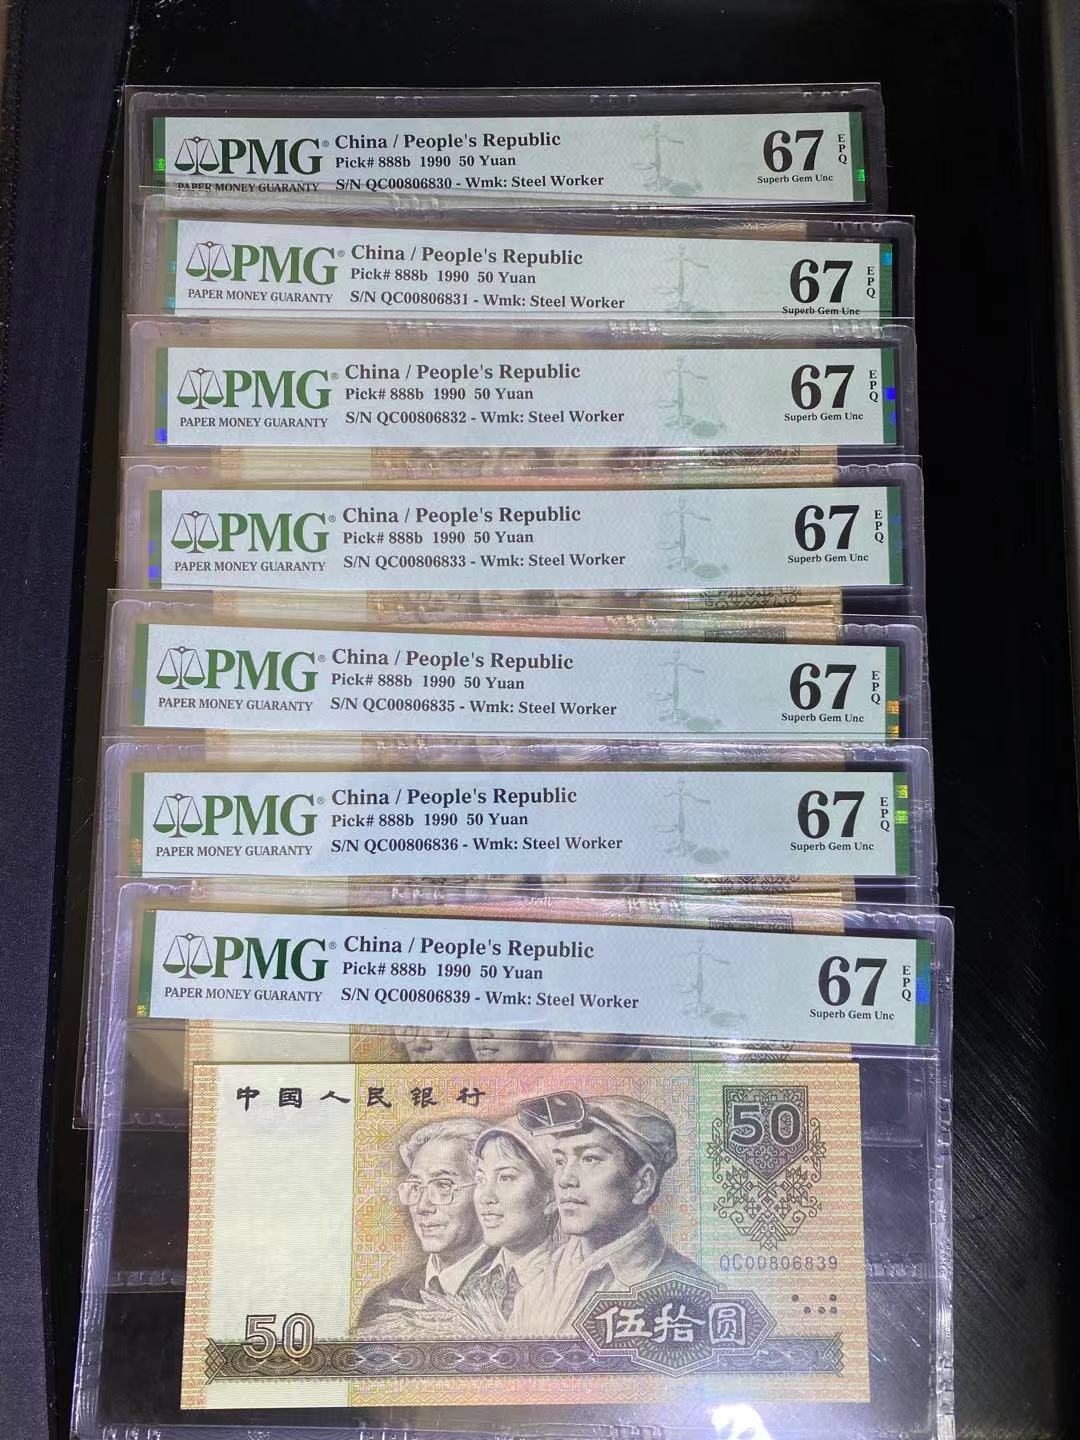 PMG® China / People's Republic
Pick# 888b 1990 50 Yuan
PAPER MONEY GUARANTY S/N QC00806830 - Wmk: Steel Worker
67 EPQ
Superb Gem Unc
PMG® China / People's Republic
Pick# 888b 1990 50 Yuan
PAPER MONEY GUARANTY S/N QC00806831 - Wmk: Steel Worker
67 EPQ
Superb Gem Unc
PMG® China / People's Republic
Pick# 888b 1990 50 Yuan
PAPER MONEY GUARANTY S/N QC00806832 - Wmk: Steel Worker
67 EPQ
Superb Gem Unc
PMG® China / People's Republic
Pick# 888b 1990 50 Yuan
PAPER MONEY GUARANTY S/N QC00806833 - Wmk: Steel Worker
67 EPQ
Superb Gem Unc
PMG® China / People's Republic
Pick# 888b 1990 50 Yuan
PAPER MONEY GUARANTY S/N QC00806835 - Wmk: Steel Worker
67 EPQ
Superb Gem Unc
PMG® China / People's Republic
Pick# 888b 1990 50 Yuan
PAPER MONEY GUARANTY S/N QC00806836 - Wmk: Steel Worker
67 EPQ
Superb Gem Unc
PMG® China / People's Republic
Pick# 888b 1990 50 Yuan
PAPER MONEY GUARANTY S/N QC00806839 - Wmk: Steel Worker
67 EPQ
Superb Gem Unc
中国人民银行
50
QC00806839
50
伍拾圆